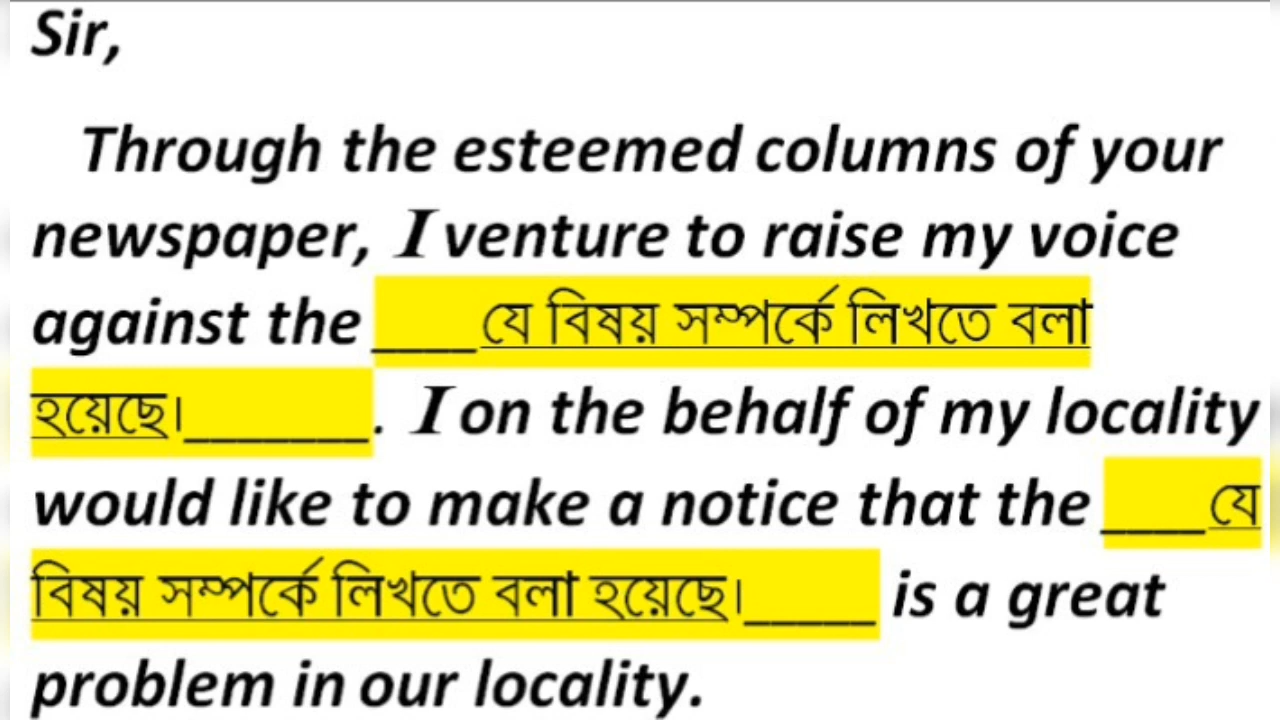 Sir,
Through the esteemed columns of your
newspaper, I venture to raise my voice
against the ____যে বিষয় সম্পর্কে লিখতে বলা
হয়েছে।_______. I on the behalf of my locality
would like to make a notice that the ____যে
বিষয় সম্পর্কে লিখতে বলা হয়েছে।_____ is a great
problem in our locality.